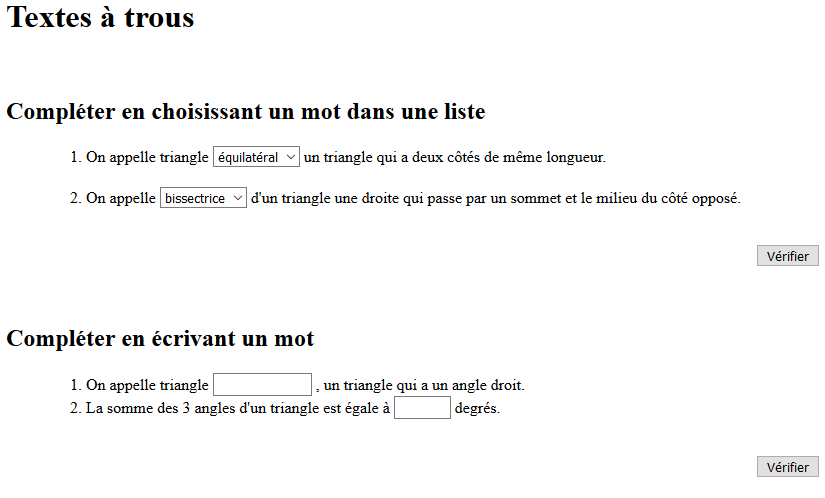 Textes à trous
Compléter en choisissant un mot dans une liste
1. On appelle triangle équilatéral un triangle qui a deux côtés de même longueur.
2. On appelle bissectrice d'un triangle une droite qui passe par un sommet et le milieu du côté opposé.
Vérifier
Compléter en écrivant un mot
1. On appelle triangle , un triangle qui a un angle droit.
2. La somme des 3 angles d'un triangle est égale à degrés.
Vérifier